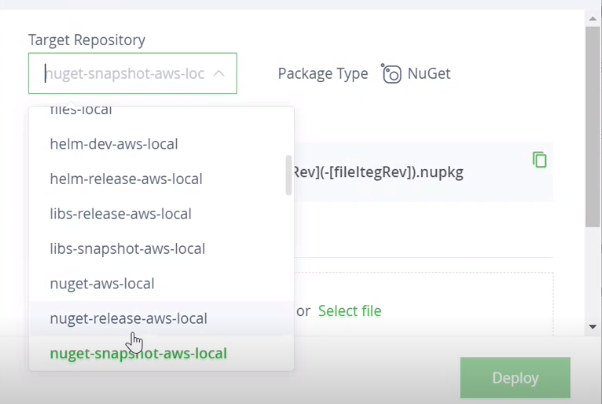 Target Repository
nuget-snapshot-aws-loc
Package Type NuGet
files-local
helm-dev-aws-local
helm-release-aws-local
Rev](-[fileItegRev]).nupkg
libs-release-aws-local
libs-snapshot-aws-local
nuget-aws-local
nuget-release-aws-local
or Select file
nuget-snapshot-aws-local
Deploy